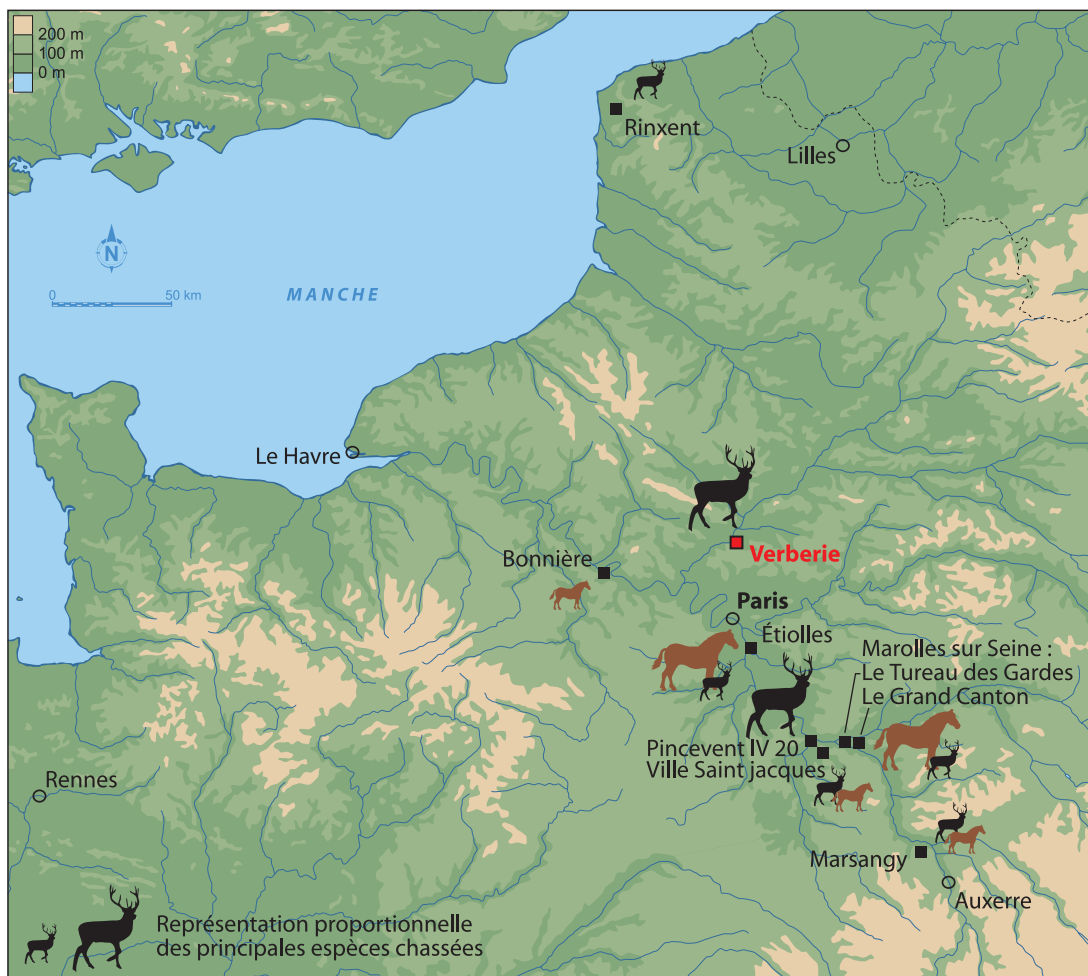 200 m
100 m
0 m
Rinxent
Lilles
N
0 50 km
MANCHE
Le Havre
Verberie
Bonnière
Paris
Étiolles
Marolles sur Seine :
Le Tureau des Gardes
Le Grand Canton
Pincevent IV 20
Ville Saint jacques
Rennes
Marsangy
Auxerre
Représentation proportionnelle
des principales espèces chassées